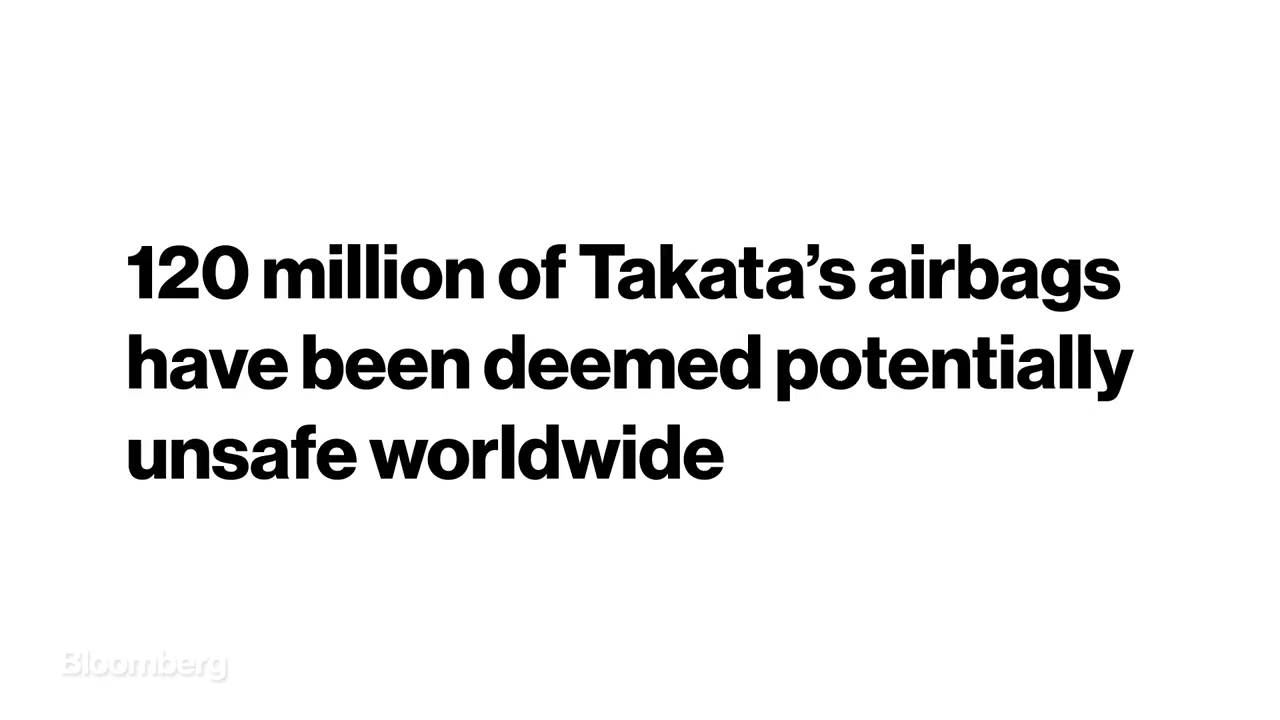 120 million of Takata’s airbags
have been deemed potentially
unsafe worldwide
Bloomberg